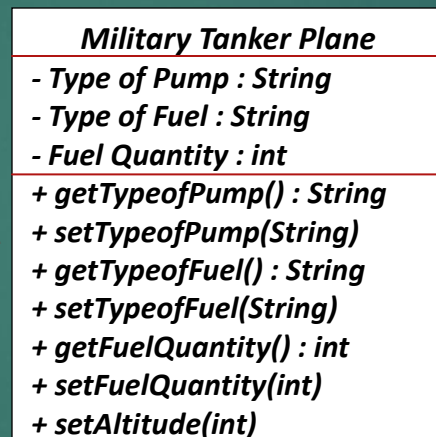 Military Tanker Plane
- Type of Pump : String
- Type of Fuel : String
- Fuel Quantity : int
+ getTypeofPump() : String
+ setTypeofPump(String)
+ getTypeofFuel() : String
+ setTypeofFuel(String)
+ getFuelQuantity() : int
+ setFuelQuantity(int)
+ setAltitude(int)